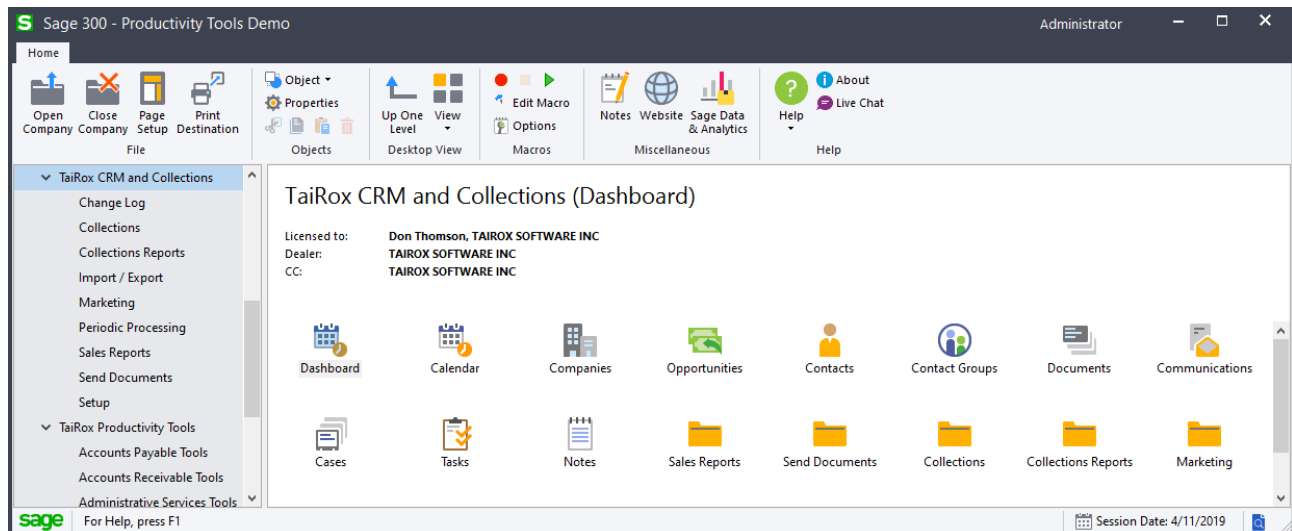 S Sage 300 - Productivity Tools Demo
Administrator
Home
Open Company
Close Company
Page Setup
Print Destination
File
Object
Properties
Objects
Up One Level
View
Desktop View
Edit Macro
Options
Macros
Notes
Website
Sage Data & Analytics
Miscellaneous
Help
About
Live Chat
Help
TaiRox CRM and Collections
Change Log
Collections
Collections Reports
Import / Export
Marketing
Periodic Processing
Sales Reports
Send Documents
Setup
TaiRox Productivity Tools
Accounts Payable Tools
Accounts Receivable Tools
Administrative Services Tools
TaiRox CRM and Collections (Dashboard)
Licensed to: Don Thomson, TAIROX SOFTWARE INC
Dealer: TAIROX SOFTWARE INC
CC: TAIROX SOFTWARE INC
Dashboard Calendar Companies Opportunities Contacts Contact Groups Documents Communications
Cases Tasks Notes Sales Reports Send Documents Collections Collections Reports Marketing
sage For Help, press F1
Session Date: 4/11/2019